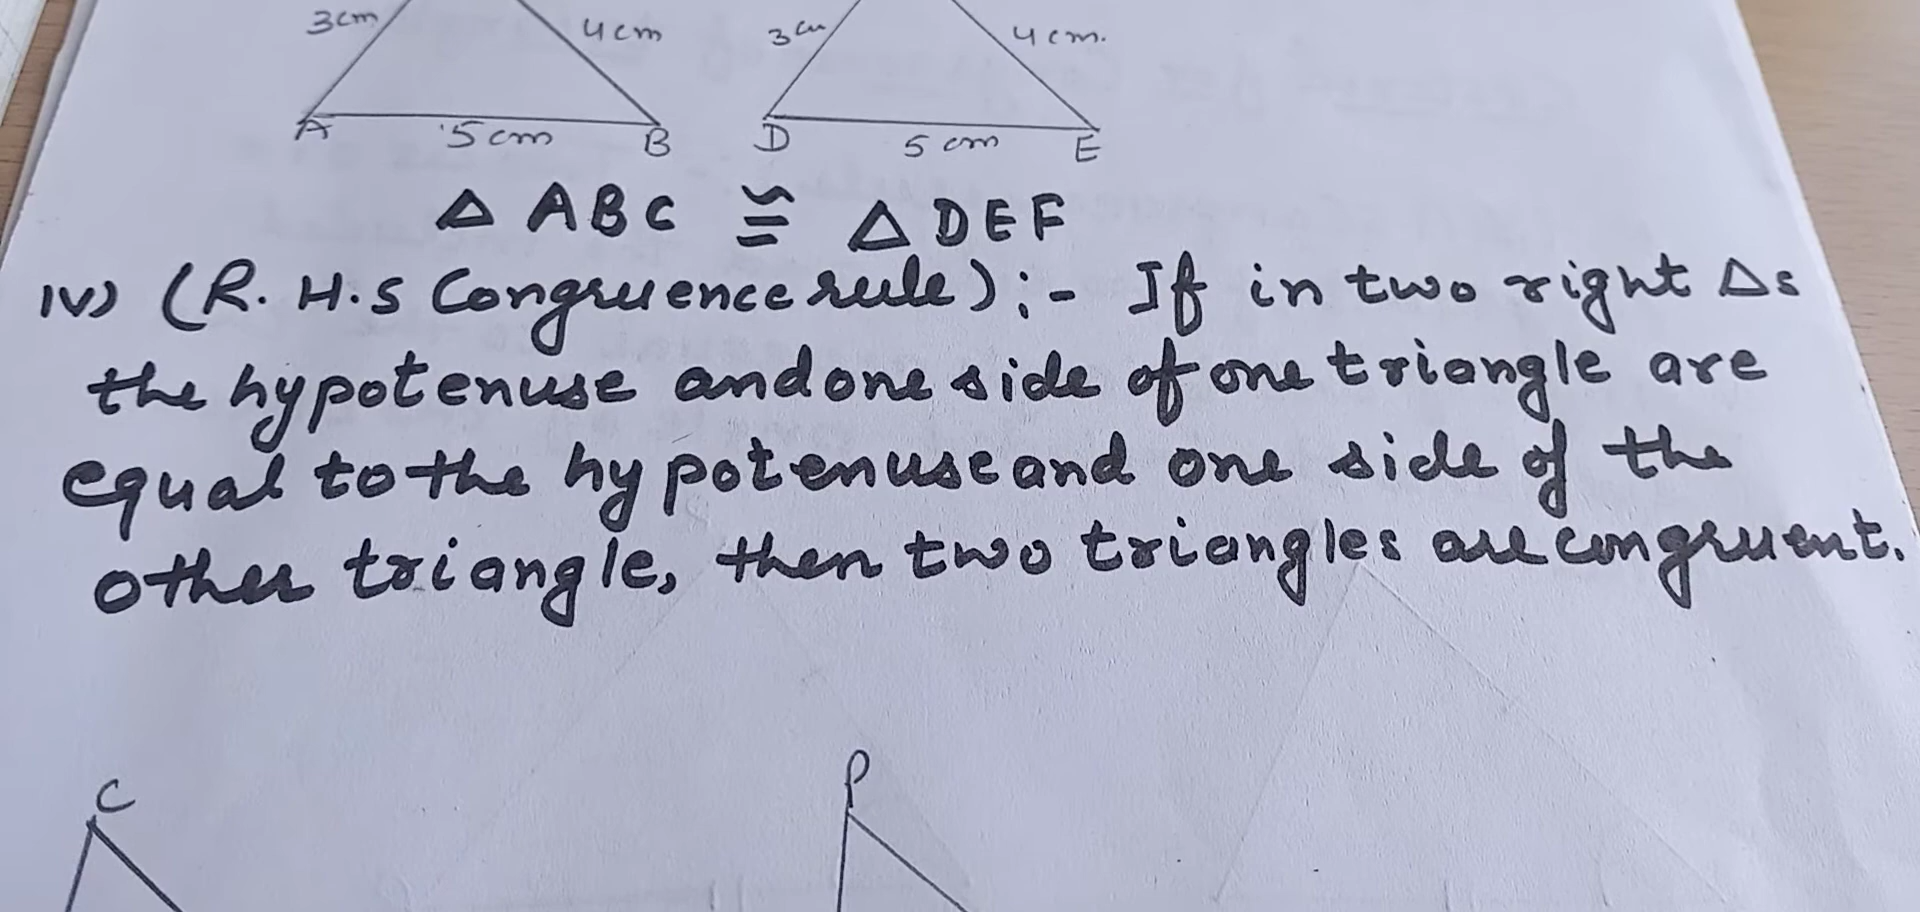 3cm 4cm 3cm 4cm.
A 5cm B D 5cm E
Δ ABC ≅ Δ DEF
iv) (R.H.S Congruence rule):- If in two right Δs
the hypotenuse and one side of one triangle are
equal to the hypotenuse and one side of the
other triangle, then two triangles are congruent.
C P